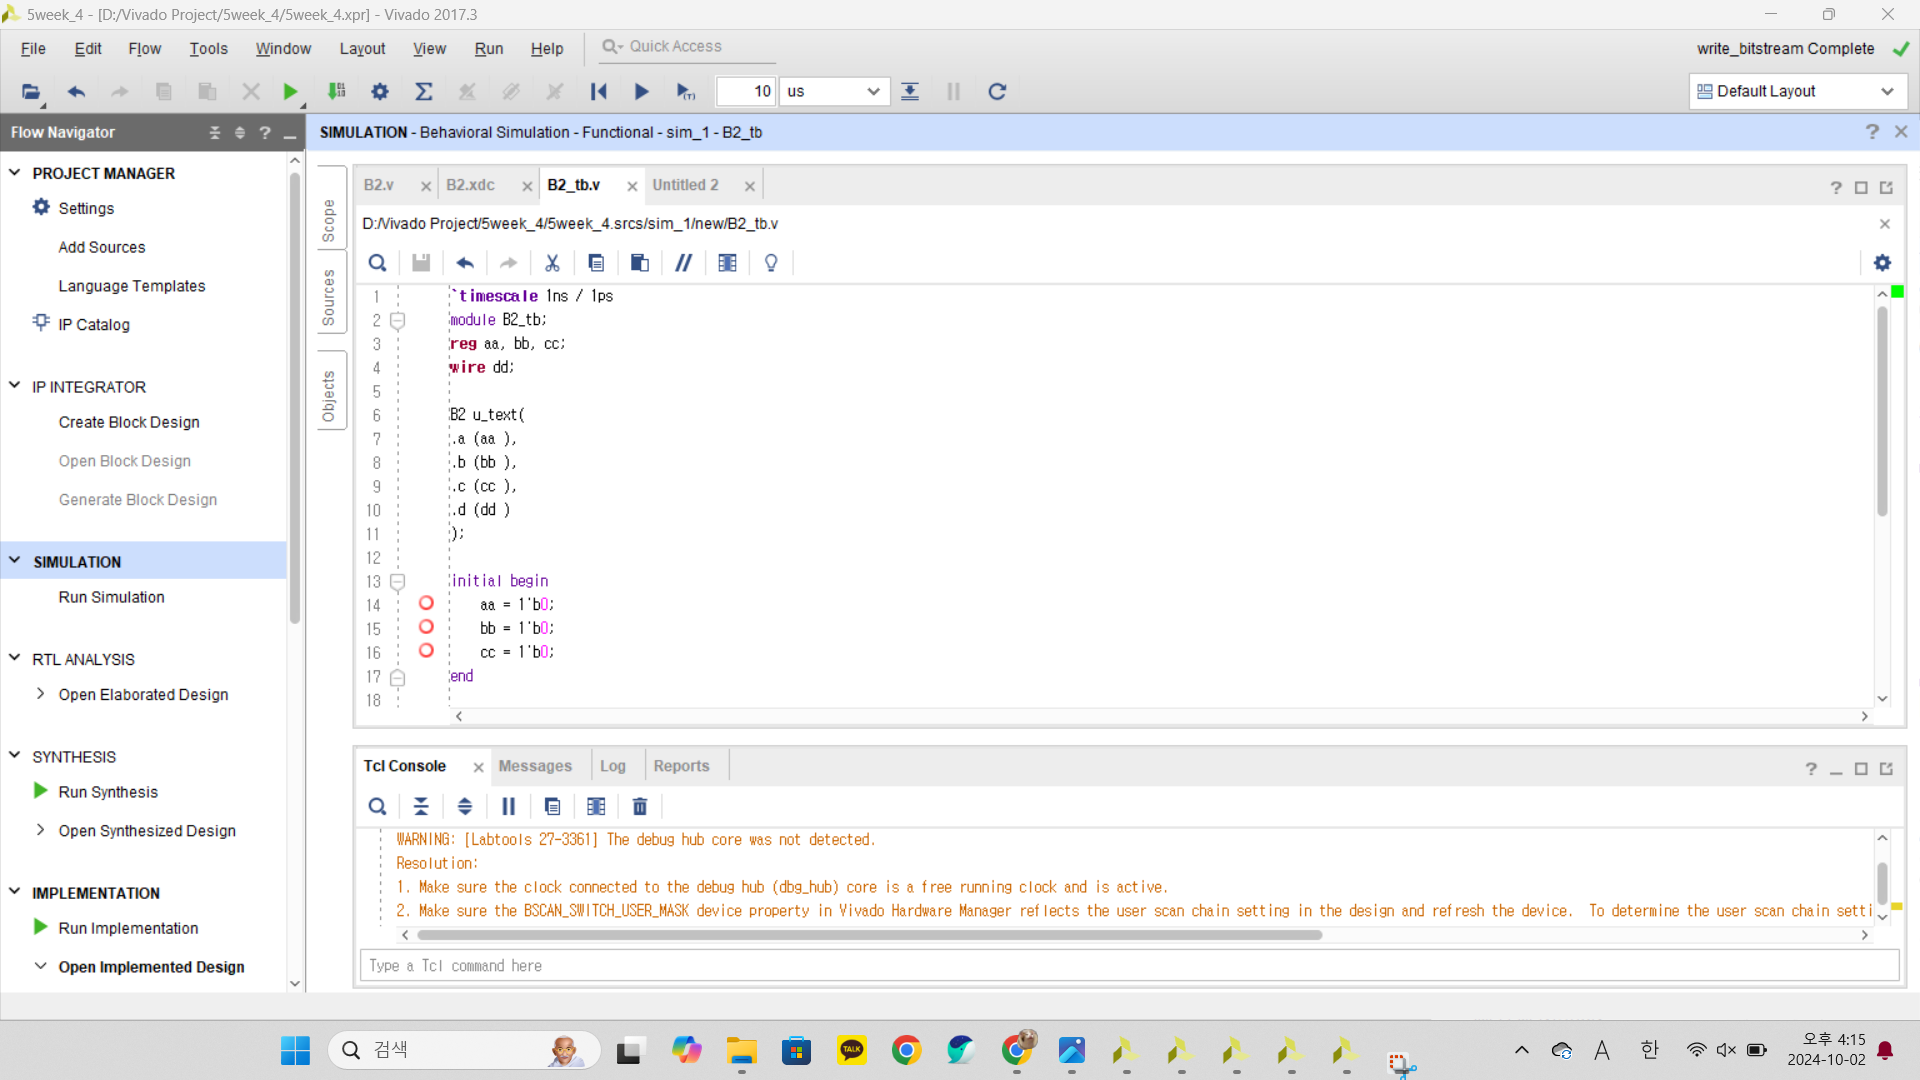 5week_4 - [D:/Vivado Project/5week_4/5week_4.xpr] - Vivado 2017.3
File Edit Flow Tools Window Layout View Run Help Quick Access
write_bitstream Complete
10 us
Default Layout
Flow Navigator
SIMULATION - Behavioral Simulation - Functional - sim_1 - B2_tb
PROJECT MANAGER
Settings
Add Sources
Language Templates
IP Catalog
IP INTEGRATOR
Create Block Design
Open Block Design
Generate Block Design
SIMULATION
Run Simulation
RTL ANALYSIS
Open Elaborated Design
SYNTHESIS
Run Synthesis
Open Synthesized Design
IMPLEMENTATION
Run Implementation
Open Implemented Design
Scope
Sources
Objects
B2.v B2.xdc B2_tb.v Untitled 2
D:/Vivado Project/5week_4/5week_4.srcs/sim_1/new/B2_tb.v
1 `timescale 1ns / 1ps
2 module B2_tb;
3 reg aa, bb, cc;
4 wire dd;
5
6 B2 u_text(
7 .a (aa ),
8 .b (bb ),
9 .c (cc ),
10 .d (dd )
11 );
12
13 initial begin
14 aa = 1'b0;
15 bb = 1'b0;
16 cc = 1'b0;
17 end
18
Tcl Console Messages Log Reports
WARNING: [Labtools 27-3361] The debug hub core was not detected.
Resolution:
1. Make sure the clock connected to the debug hub (dbg_hub) core is a free running clock and is active.
2. Make sure the BSCAN_SWITCH_USER_MASK device property in Vivado Hardware Manager reflects the user scan chain setting in the design and refresh the device.  To determine the user scan chain setti
Type a Tcl command here
검색
TALK
A
한
오후 4:15
2024-10-02